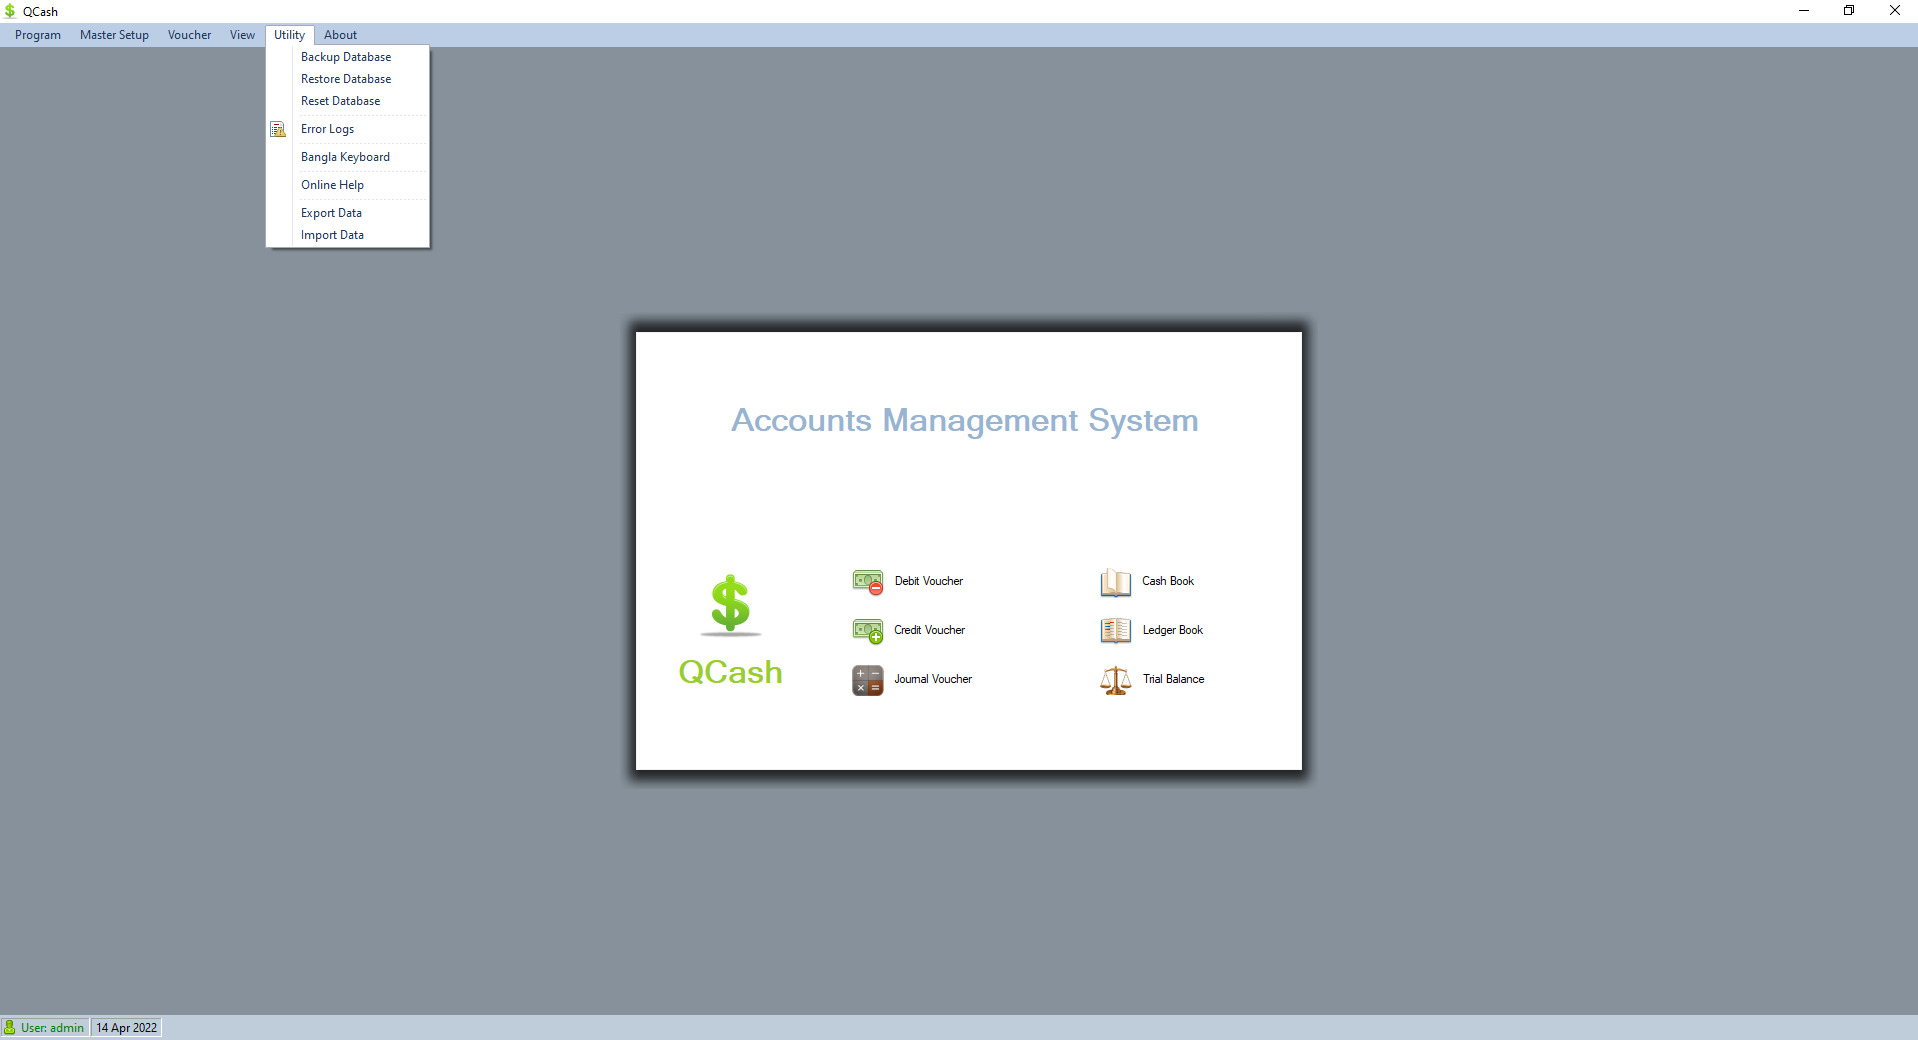 QCash
Program Master Setup Voucher View Utility About
Backup Database
Restore Database
Reset Database
Error Logs
Bangla Keyboard
Online Help
Export Data
Import Data
Accounts Management System
$
QCash
Debit Voucher
Credit Voucher
Journal Voucher
Cash Book
Ledger Book
Trial Balance
User: admin 14 Apr 2022